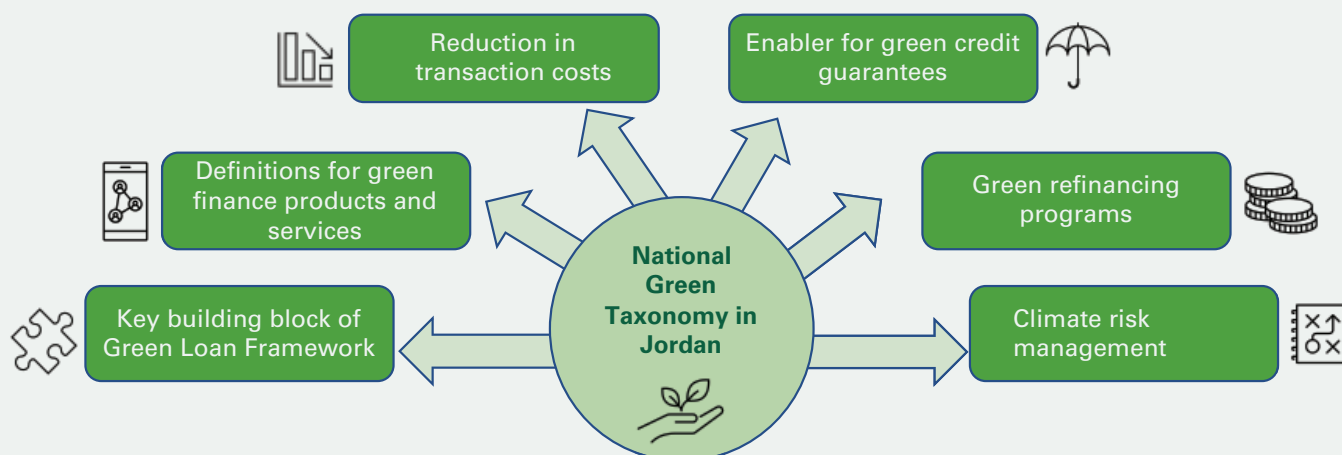 Reduction in
transaction costs
Enabler for green credit
guarantees
Definitions for green
finance products and
services
Green refinancing
programs
Key building block of
Green Loan Framework
National
Green
Taxonomy in
Jordan
Climate risk
management